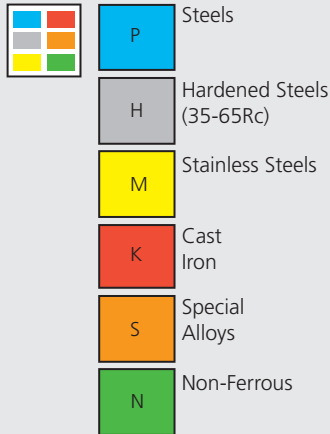 P
Steels
H
Hardened Steels
(35-65Rc)
M
Stainless Steels
K
Cast
Iron
S
Special
Alloys
N
Non-Ferrous